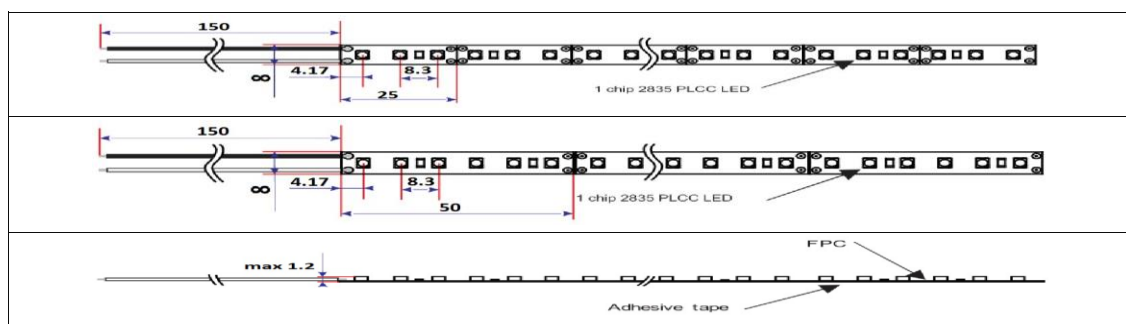 150
4.17
8.3
8
25
1 chip 2835 PLCC LED
150
4.17
8.3
8
50
1 chip 2835 PLCC LED
FPC
max 1.2
Adhesive tape